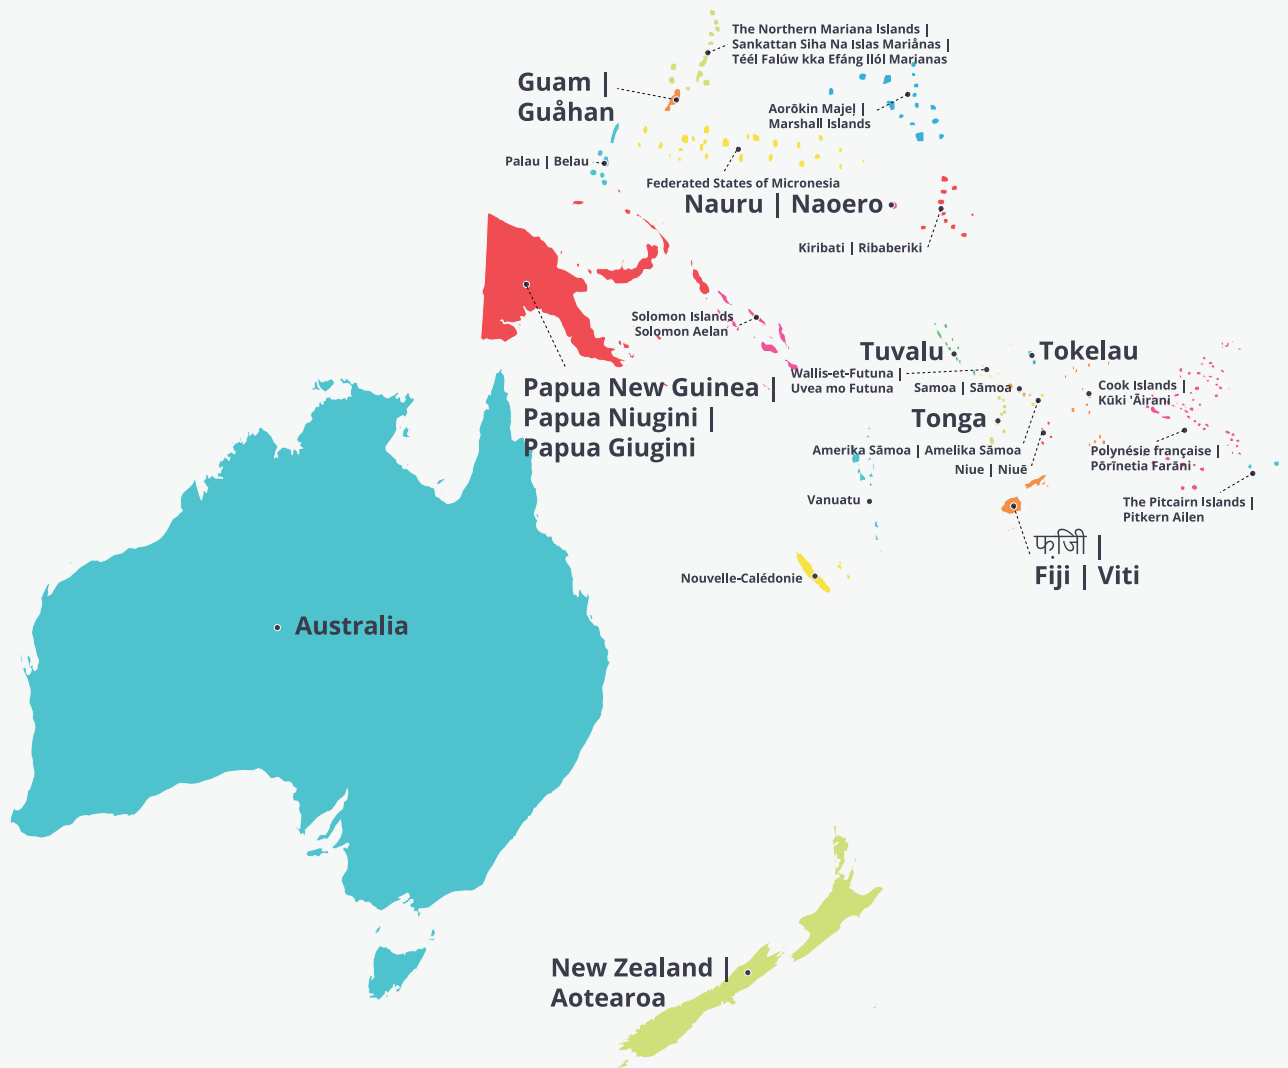 The Northern Mariana Islands |
Sankattan Siha Na Islas Mariånas |
Téél Falúw kka Efáng llól Marianas
Guam |
Guåhan
Aorōkin Majeļ |
Marshall Islands
Palau | Belau
Federated States of Micronesia
Nauru | Naoero
Kiribati | Ribaberiki
Solomon Islands
Solomon Aelan
Tuvalu
Tokelau
Wallis-et-Futuna |
Uvea mo Futuna
Samoa | Sāmoa
Cook Islands |
Kūki 'Āirani
Papua New Guinea |
Papua Niugini |
Papua Giugini
Tonga
Amerika Sāmoa | Amelika Sāmoa
Niue | Niuē
Polynésie française |
Pōrīnetia Farāni
Vanuatu
The Pitcairn Islands |
Pitkern Ailen
फ़िजी |
Fiji | Viti
Nouvelle-Calédonie
Australia
New Zealand |
Aotearoa